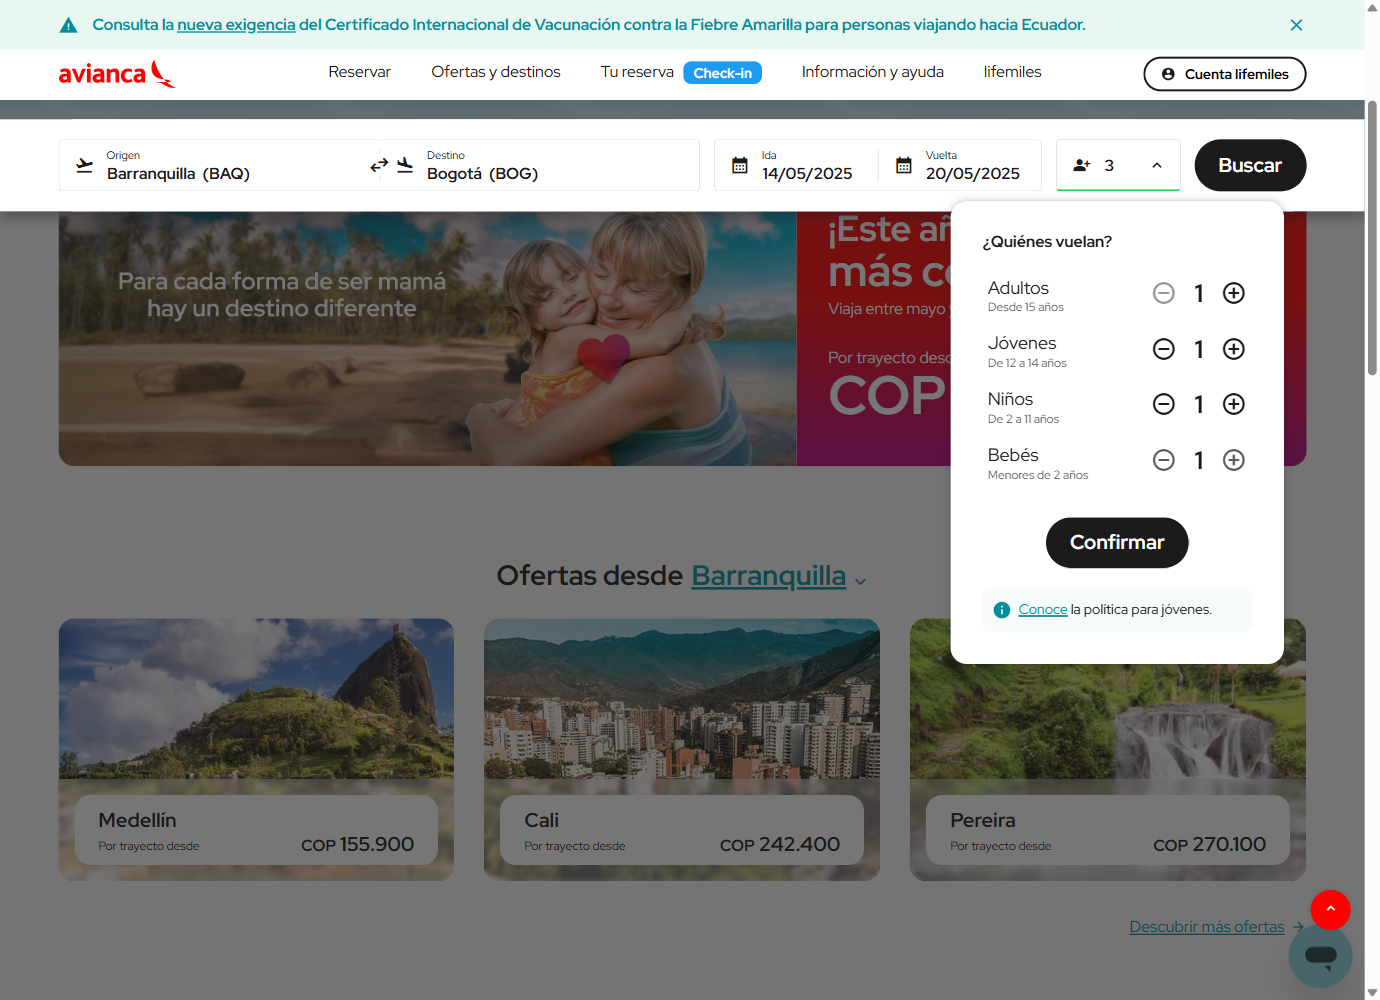 Consulta la nueva exigencia del Certificado Internacional de Vacunación contra la Fiebre Amarilla para personas viajando hacia Ecuador.
avianca
Reservar
Ofertas y destinos
Tu reserva
Check-in
Información y ayuda
lifemiles
Cuenta lifemiles
Origen
Barranquilla (BAQ)
Destino
Bogotá (BOG)
Ida
14/05/2025
Vuelta
20/05/2025
3
Buscar
Para cada forma de ser mamá
hay un destino diferente
¡Este
más
Viaja entre mayo
Por trayecto
COP
¿Quiénes vuelan?
Adultos
Desde 15 años
1
Jóvenes
De 12 a 14 años
1
Niños
De 2 a 11 años
1
Bebés
Menores de 2 años
1
Confirmar
Conoce la política para jóvenes.
Ofertas desde Barranquilla
Medellín
Por trayecto desde
COP 155.900
Cali
Por trayecto desde
COP 242.400
Pereira
Por trayecto desde
COP 270.100
Descubrir más ofertas